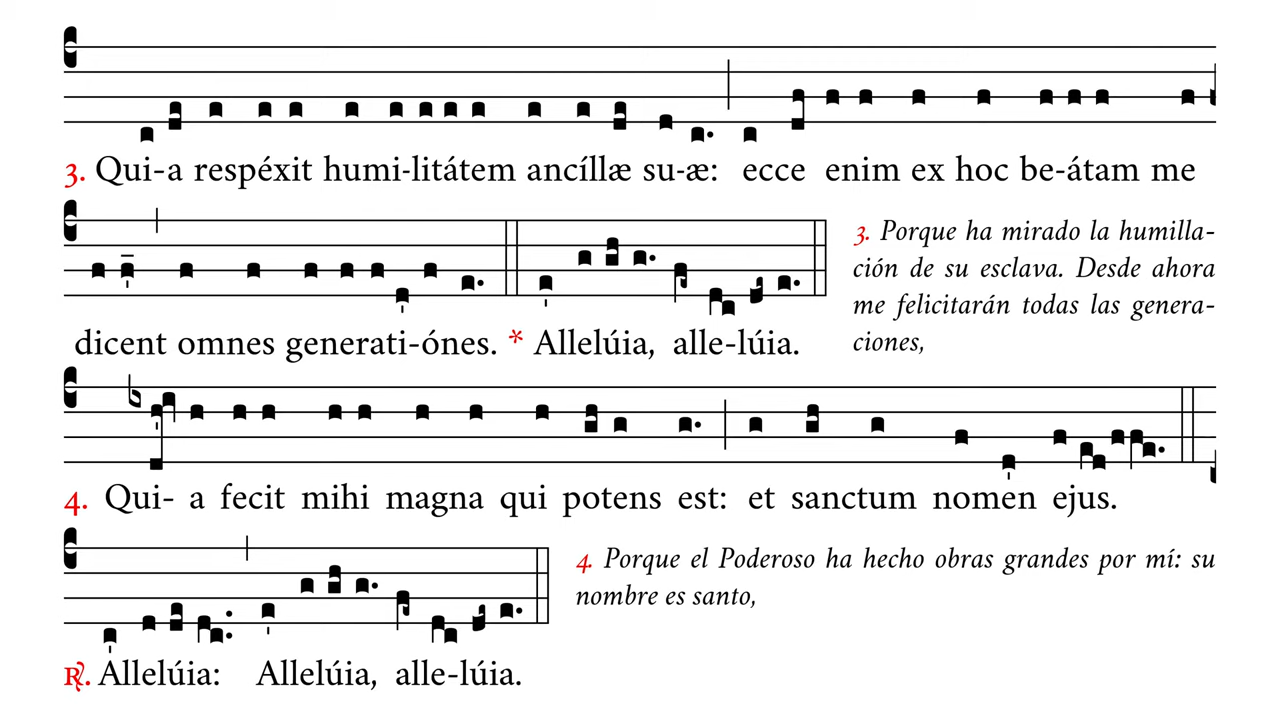 3. Qui-a respéxit humi-litátem ancíllæ su-æ: ecce enim ex hoc be-átam me
dicent omnes generati-ónes. * Allelúia, alle-lúia.
3. Porque ha mirado la humilla-
ción de su esclava. Desde ahora
me felicitarán todas las genera-
ciones,
4. Qui- a fecit mihi magna qui potens est: et sanctum nomen ejus.
℟. Allelúia: Allelúia, alle-lúia.
4. Porque el Poderoso ha hecho obras grandes por mí: su
nombre es santo,